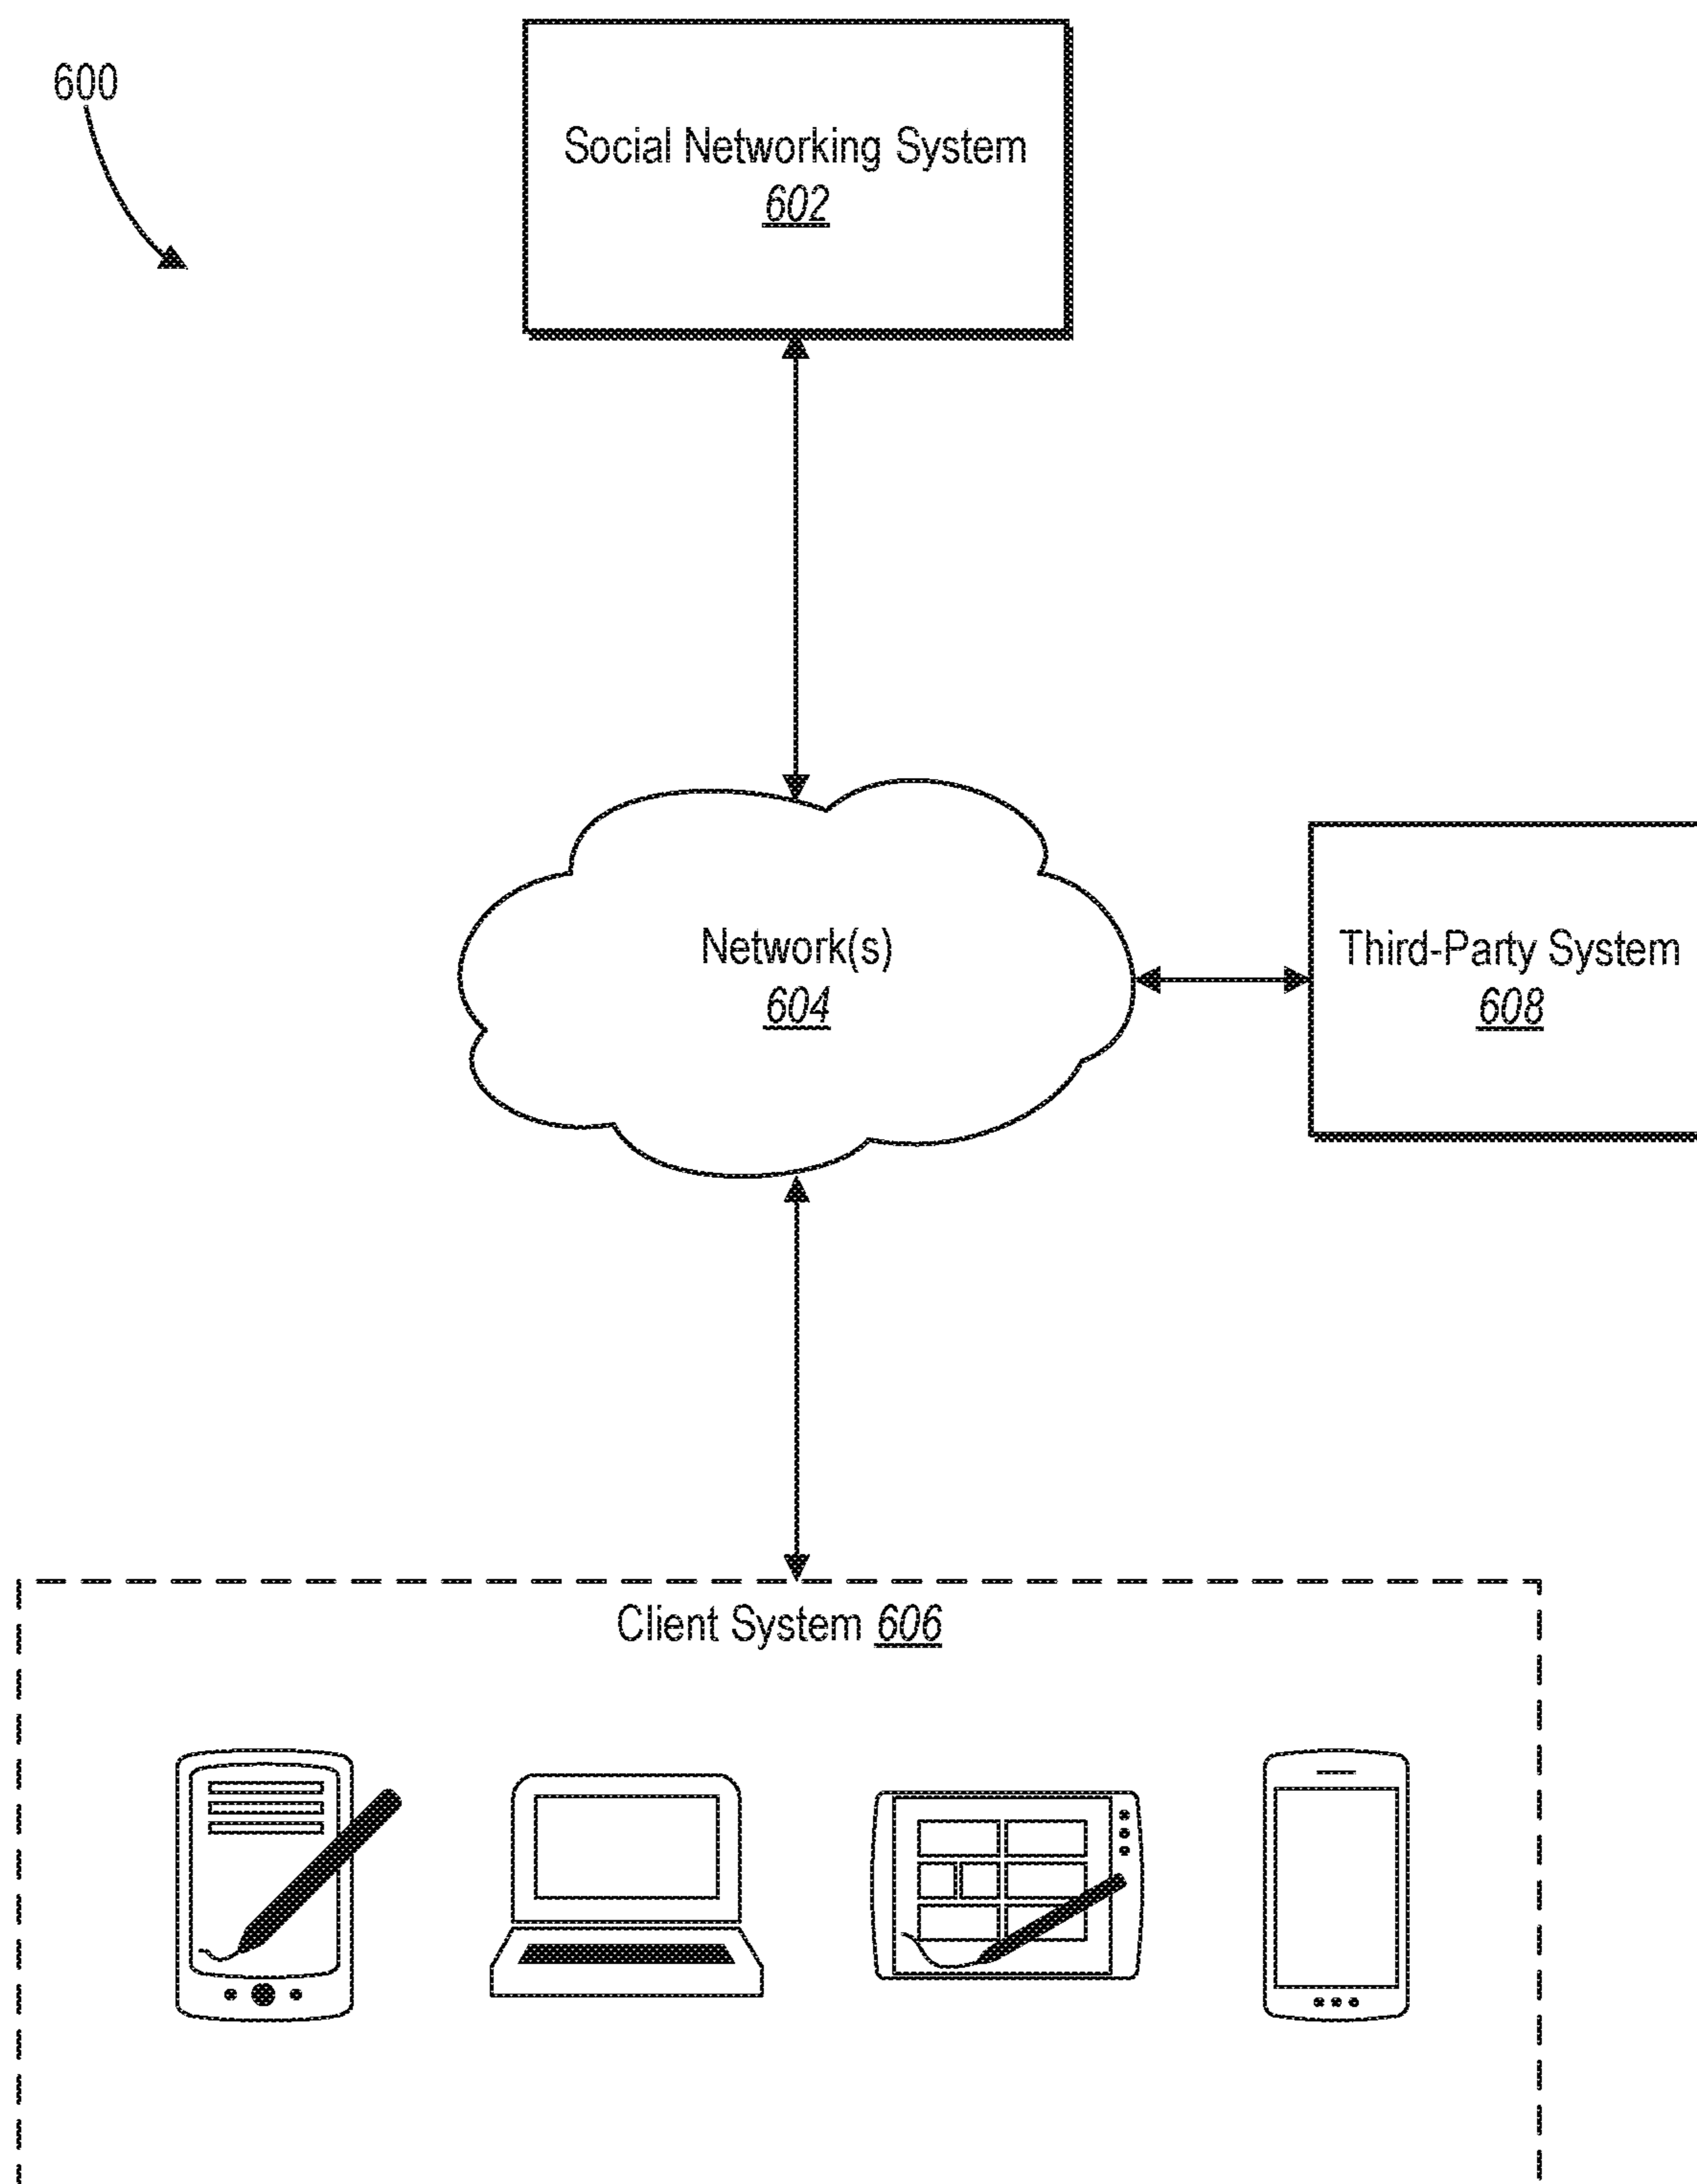 600
Social Networking System
602
Network(s)
604
Third-Party System
608
Client System 606